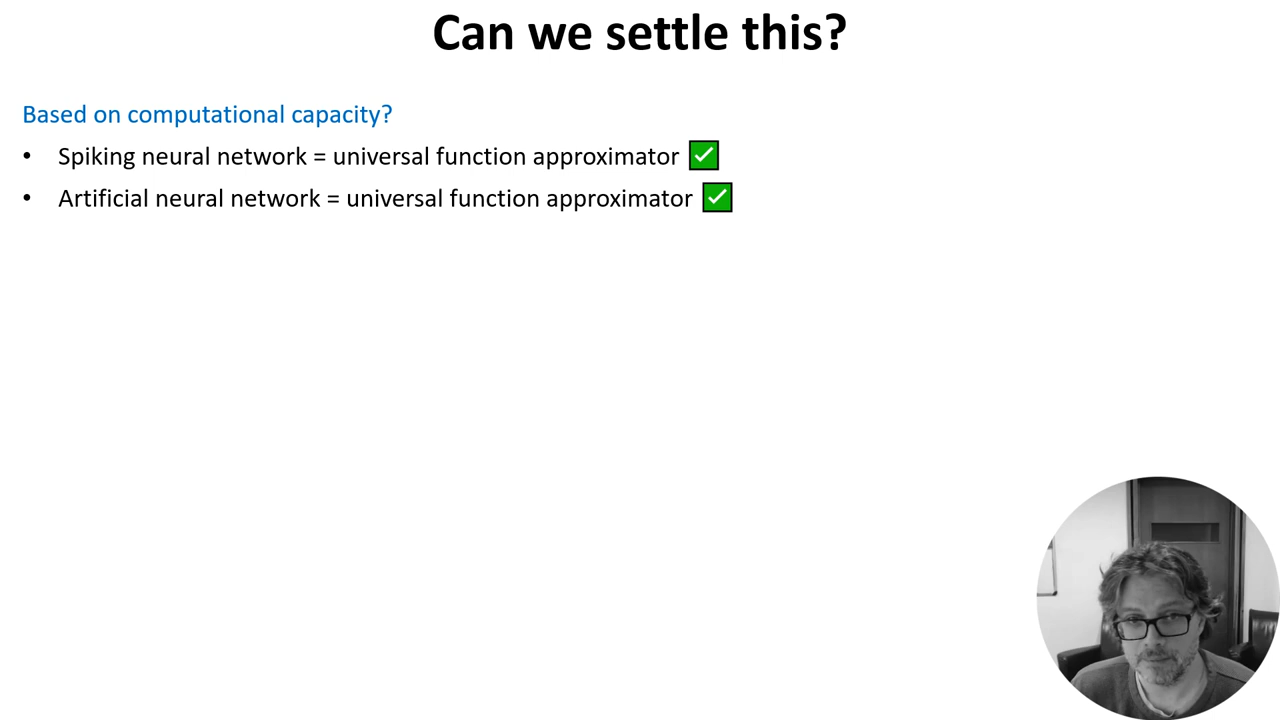 Can we settle this?
Based on computational capacity?
• Spiking neural network = universal function approximator ✅
• Artificial neural network = universal function approximator ✅